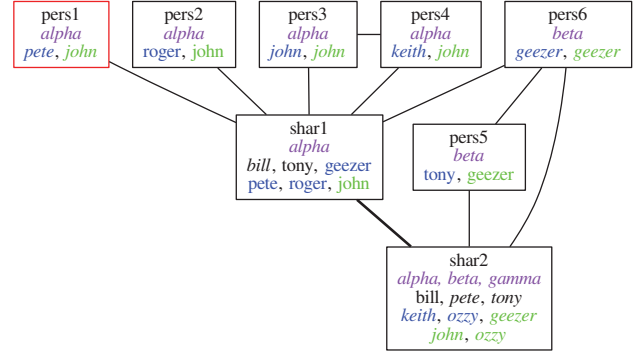 pers1
alpha
pete, john
pers2
alpha
roger, john
pers3
alpha
john, john
pers4
alpha
keith, john
pers6
beta
geezer, geezer
shar1
alpha
bill, tony, geezer
pete, roger, john
pers5
beta
tony, geezer
shar2
alpha, beta, gamma
bill, pete, tony
keith, ozzy, geezer
john, ozzy